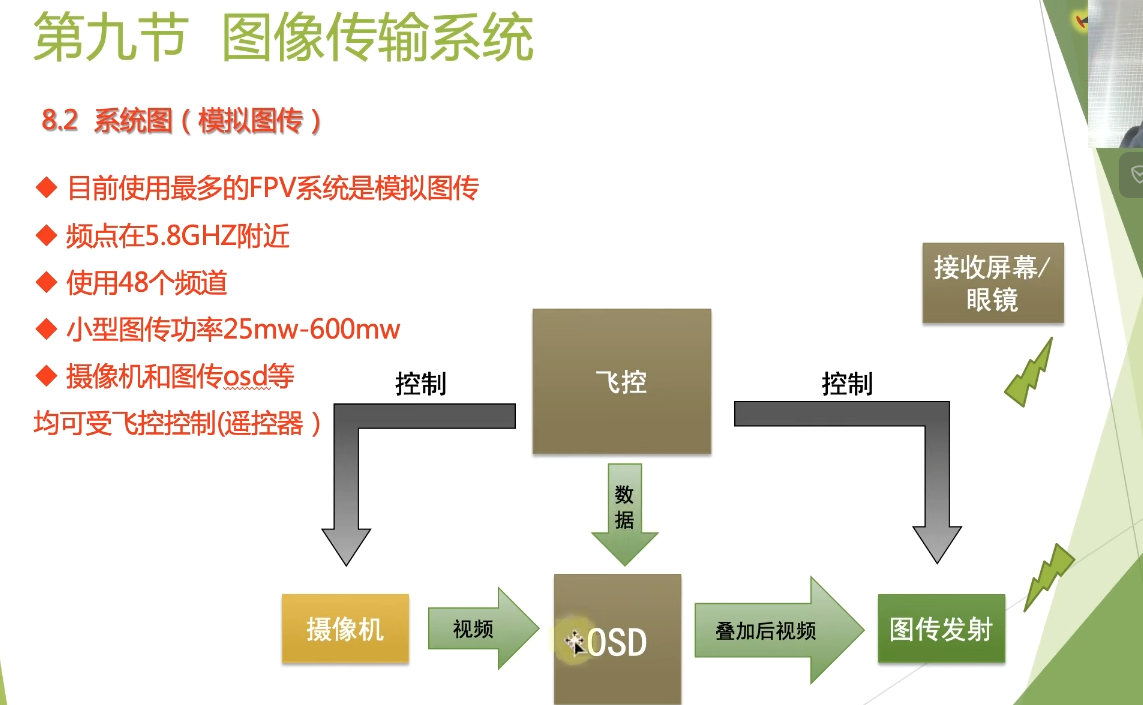 第九节 图像传输系统
8.2 系统图（模拟图传）
◆ 目前使用最多的FPV系统是模拟图传
◆ 频点在5.8GHZ附近
◆ 使用48个频道
◆ 小型图传功率25mw-600mw
◆ 摄像机和图传osd等
均可受飞控控制(遥控器）
接收屏幕/
眼镜
飞控
控制
控制
数
据
摄像机
视频
OSD
叠加后视频
图传发射